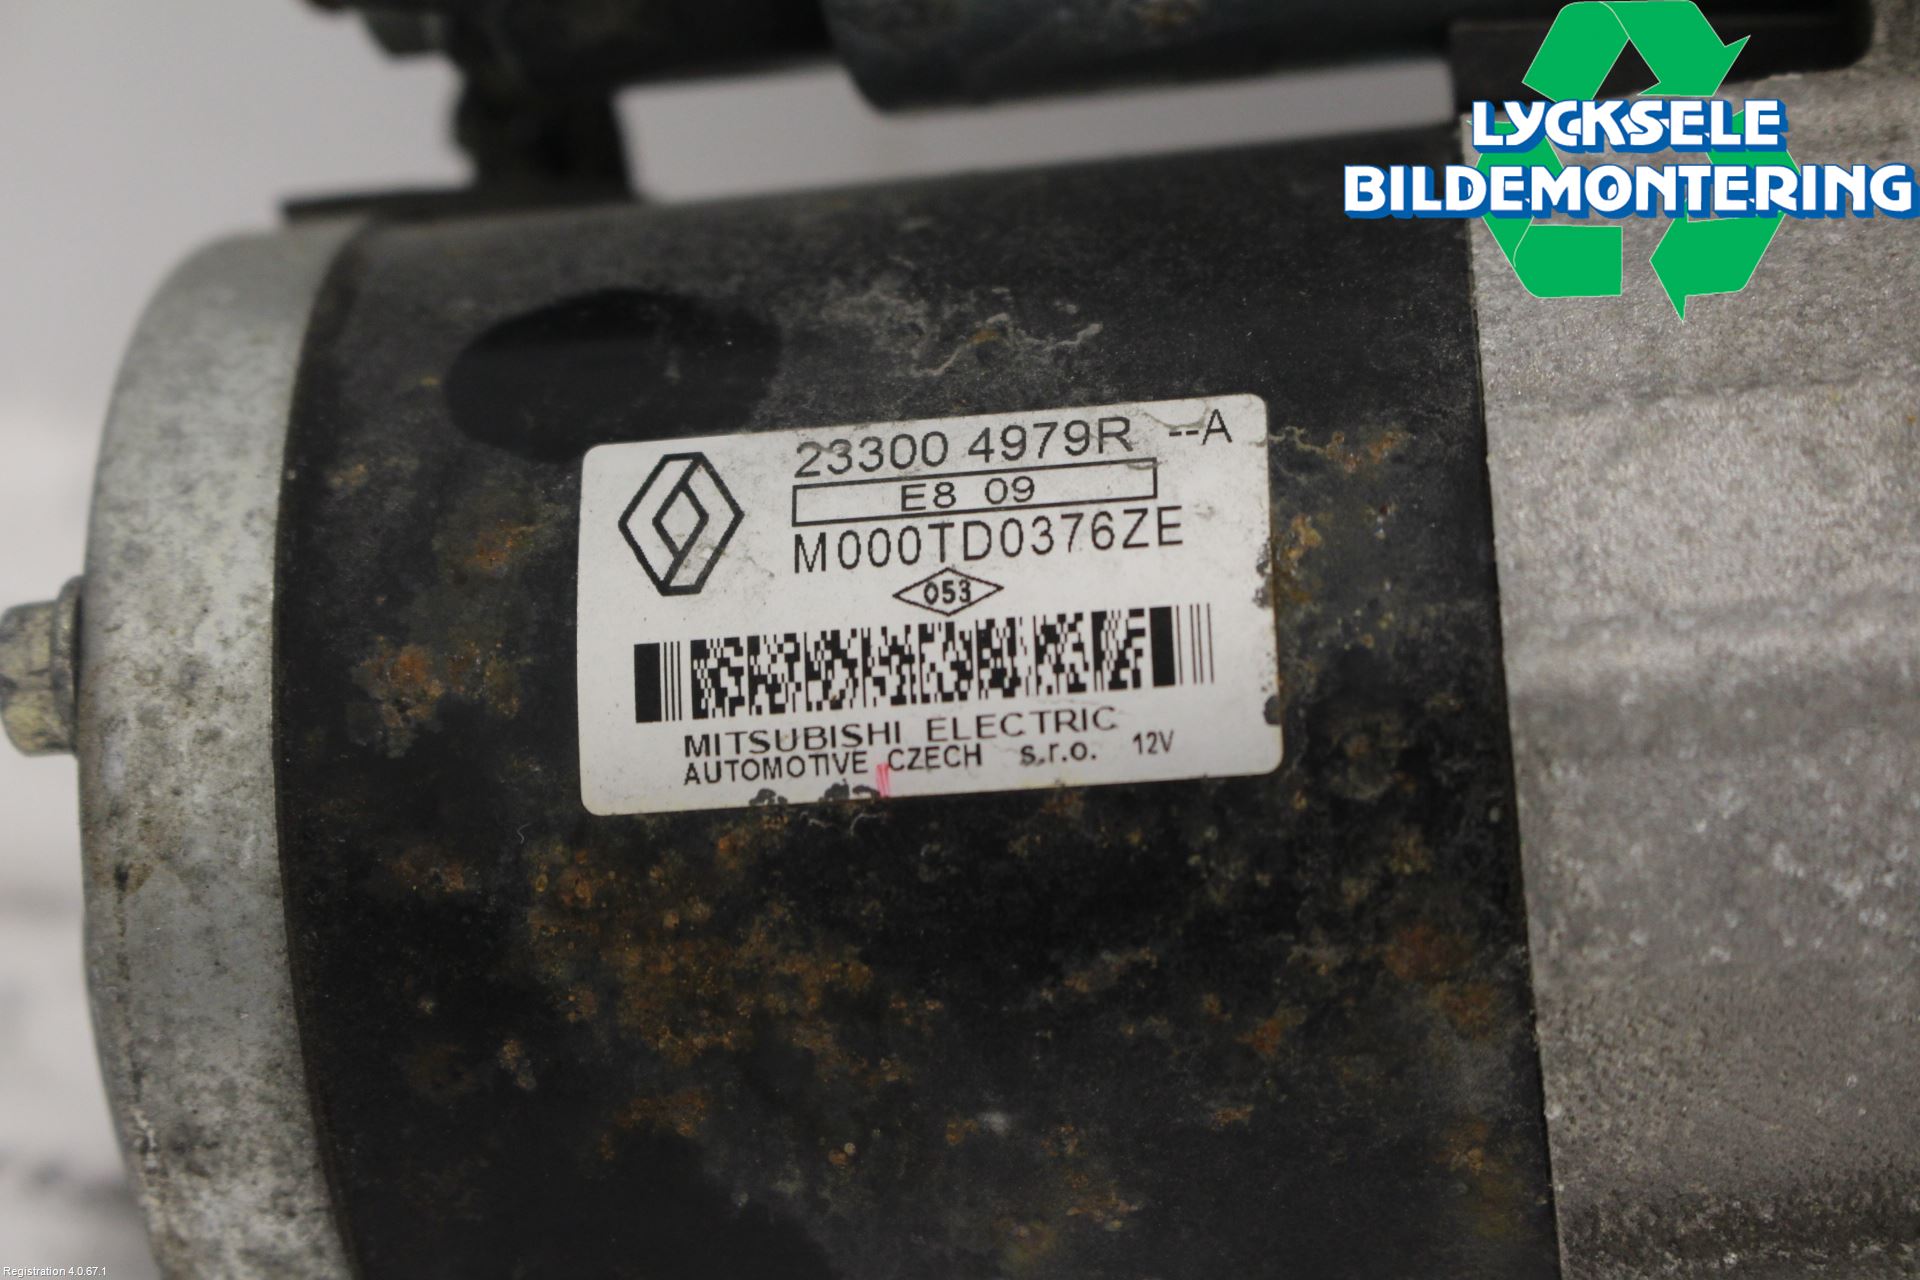 LYCKSELE
BILDEMONTERING
23300 4979R --A
E8 09
M000TD0376ZE
053
MITSUBISHI ELECTRIC
AUTOMOTIVE CZECH s.r.o. 12V
Registration 4.0.67.1